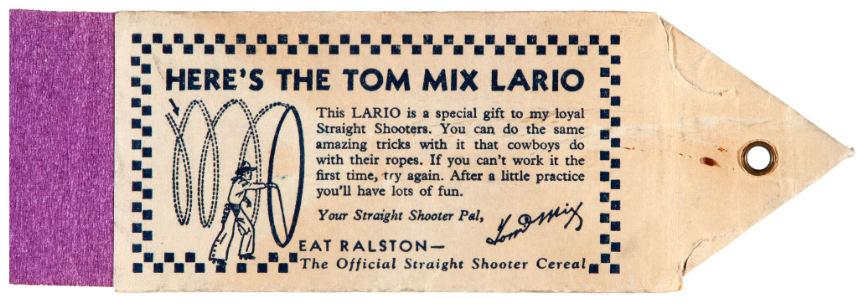 HERE'S THE TOM MIX LARIO
This LARIO is a special gift to my loyal
Straight Shooters. You can do the same
amazing tricks with it that cowboys do
with their ropes. If you can't work it the
first time, try again. After a little practice
you'll have lots of fun.
Your Straight Shooter Pal,
Tom Mix
EAT RALSTON—
The Official Straight Shooter Cereal